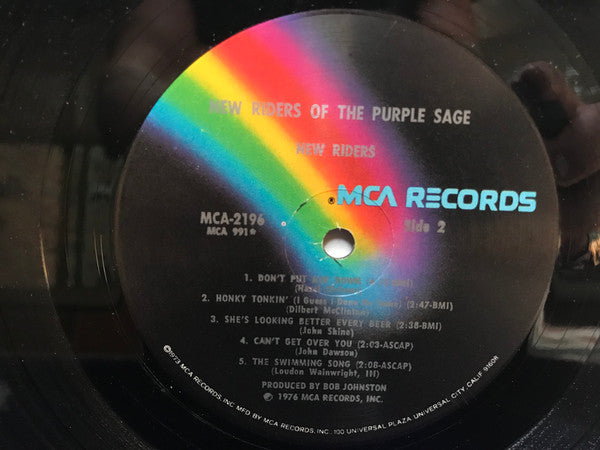 NEW RIDERS OF THE PURPLE SAGE
NEW RIDERS
®MCA RECORDS
MCA-2196
MCA 991*
Side 2
1. DON'T PUT
2. HONKY TONKIN' (I Guess I Done Me Some) (2:47-BMI)
(Dilbert McClinton)
3. SHE'S LOOKING BETTER EVERY BEER (2:38-BMI)
(John Shine)
4. CAN'T GET OVER YOU (2:03-ASCAP)
(John Dawson)
5. THE SWIMMING SONG (2:08-ASCAP)
(Loudon Wainwright, III)
PRODUCED BY BOB JOHNSTON
℗ 1976 MCA RECORDS, INC.
©1973 MCA RECORDS, INC MFD BY MCA RECORDS, INC., 100 UNIVERSAL PLAZA, UNIVERSAL CITY, CALIF. 91608